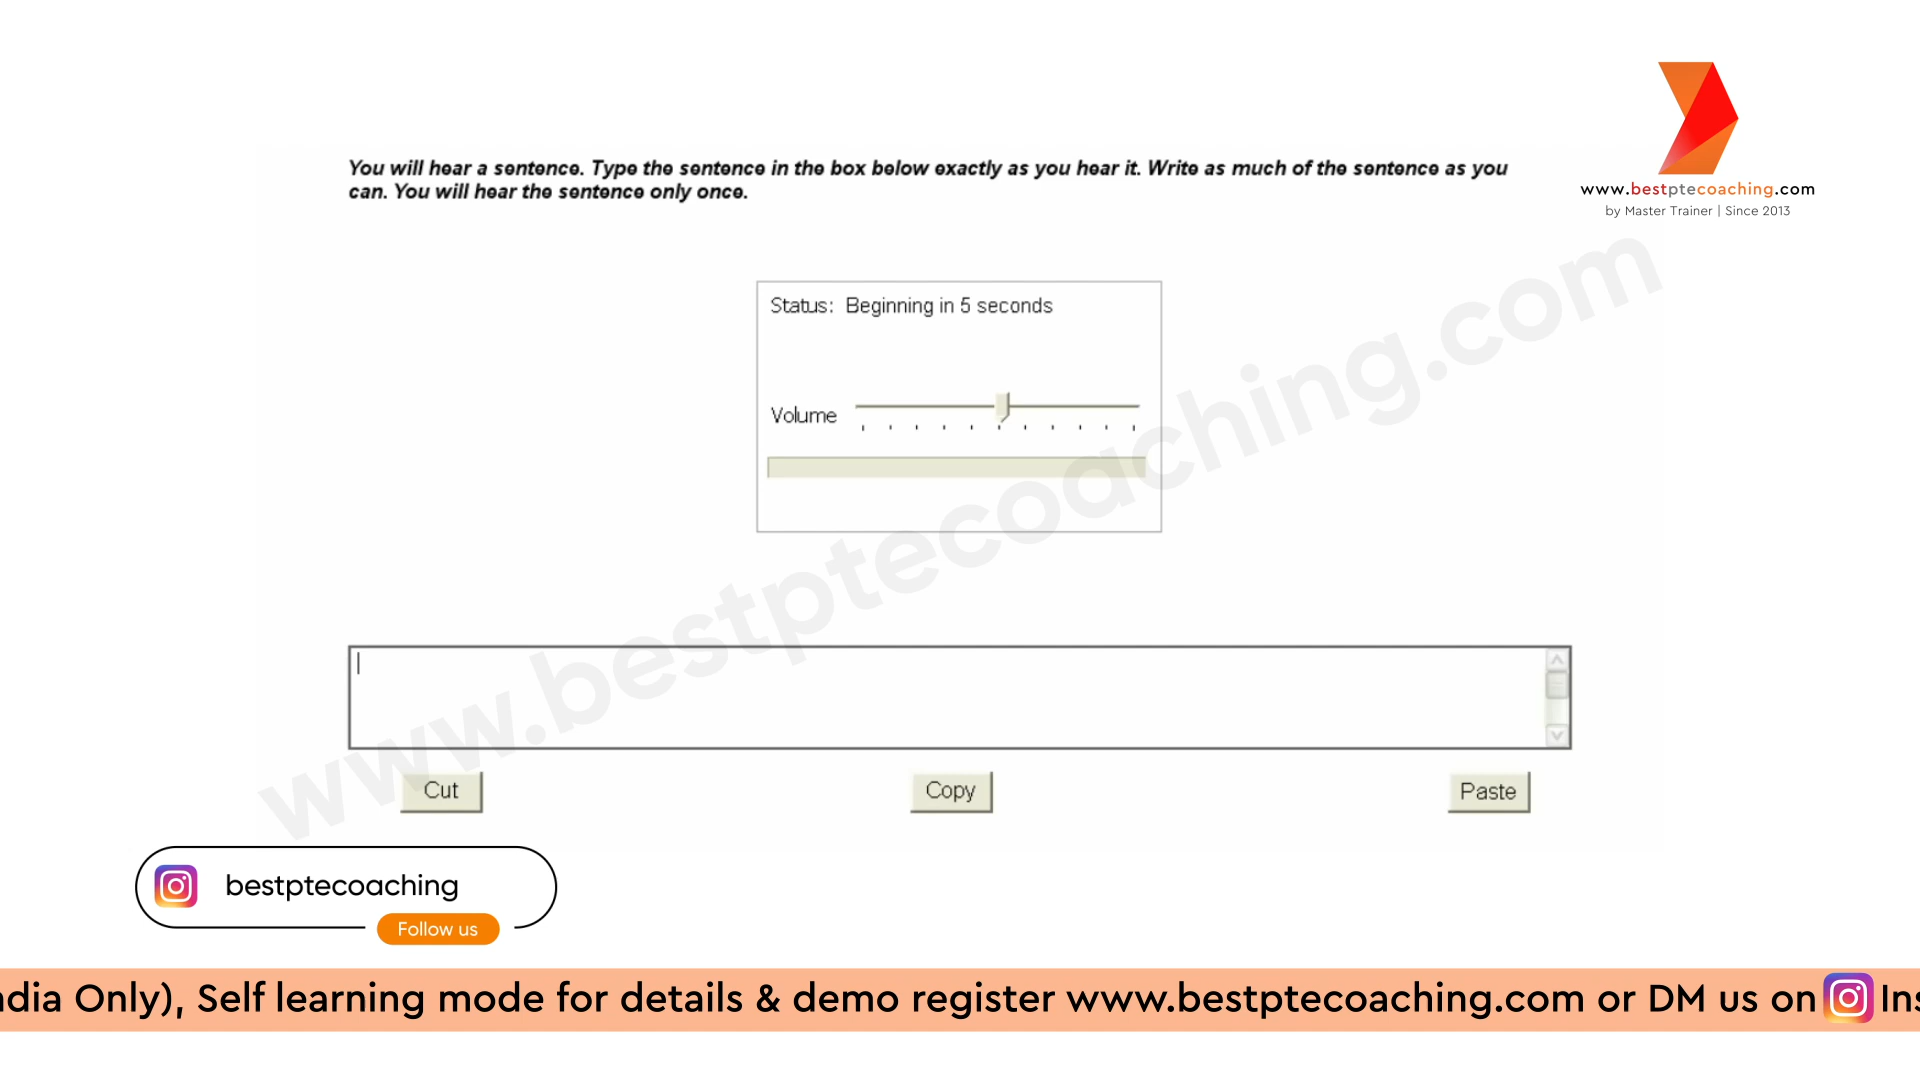 You will hear a sentence. Type the sentence in the box below exactly as you hear it. Write as much of the sentence as you
can. You will hear the sentence only once.
www.bestptecoaching.com
by Master Trainer | Since 2013
Status: Beginning in 5 seconds
Volume
www.bestptecoaching.com
Cut
Copy
Paste
bestptecoaching
Follow us
dia Only), Self learning mode for details & demo register www.bestptecoaching.com or DM us on Ins